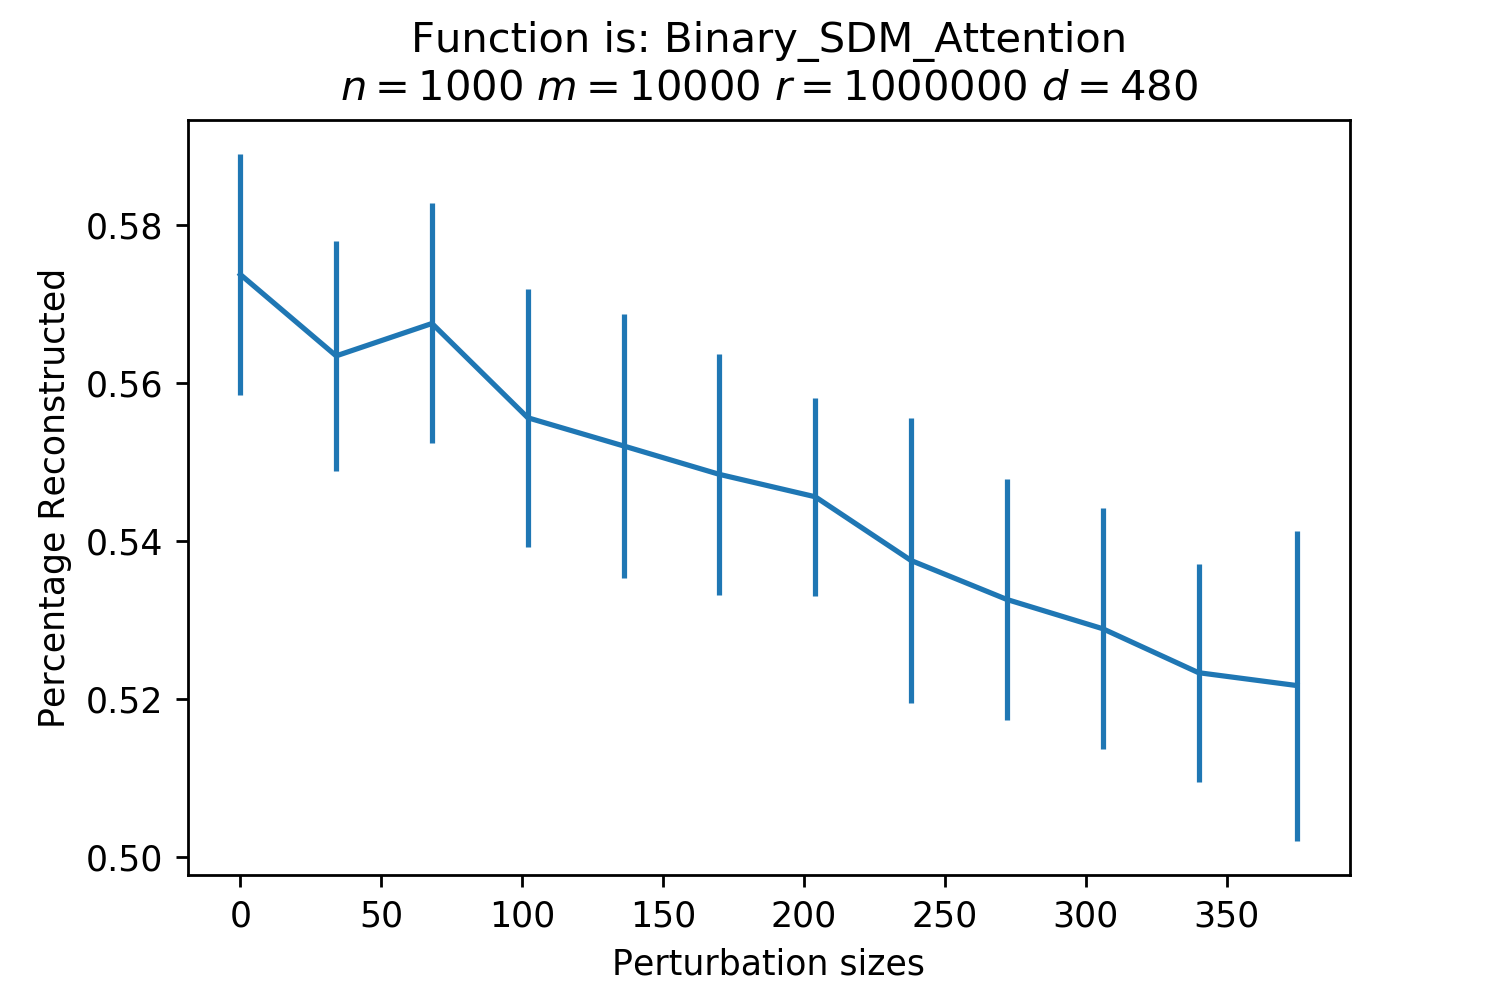 Function is: Binary_SDM_Attention
n = 1000 m = 10000 r = 1000000 d = 480
Percentage Reconstructed
0.58
0.56
0.54
0.52
0.50
0 50 100 150 200 250 300 350
Perturbation sizes